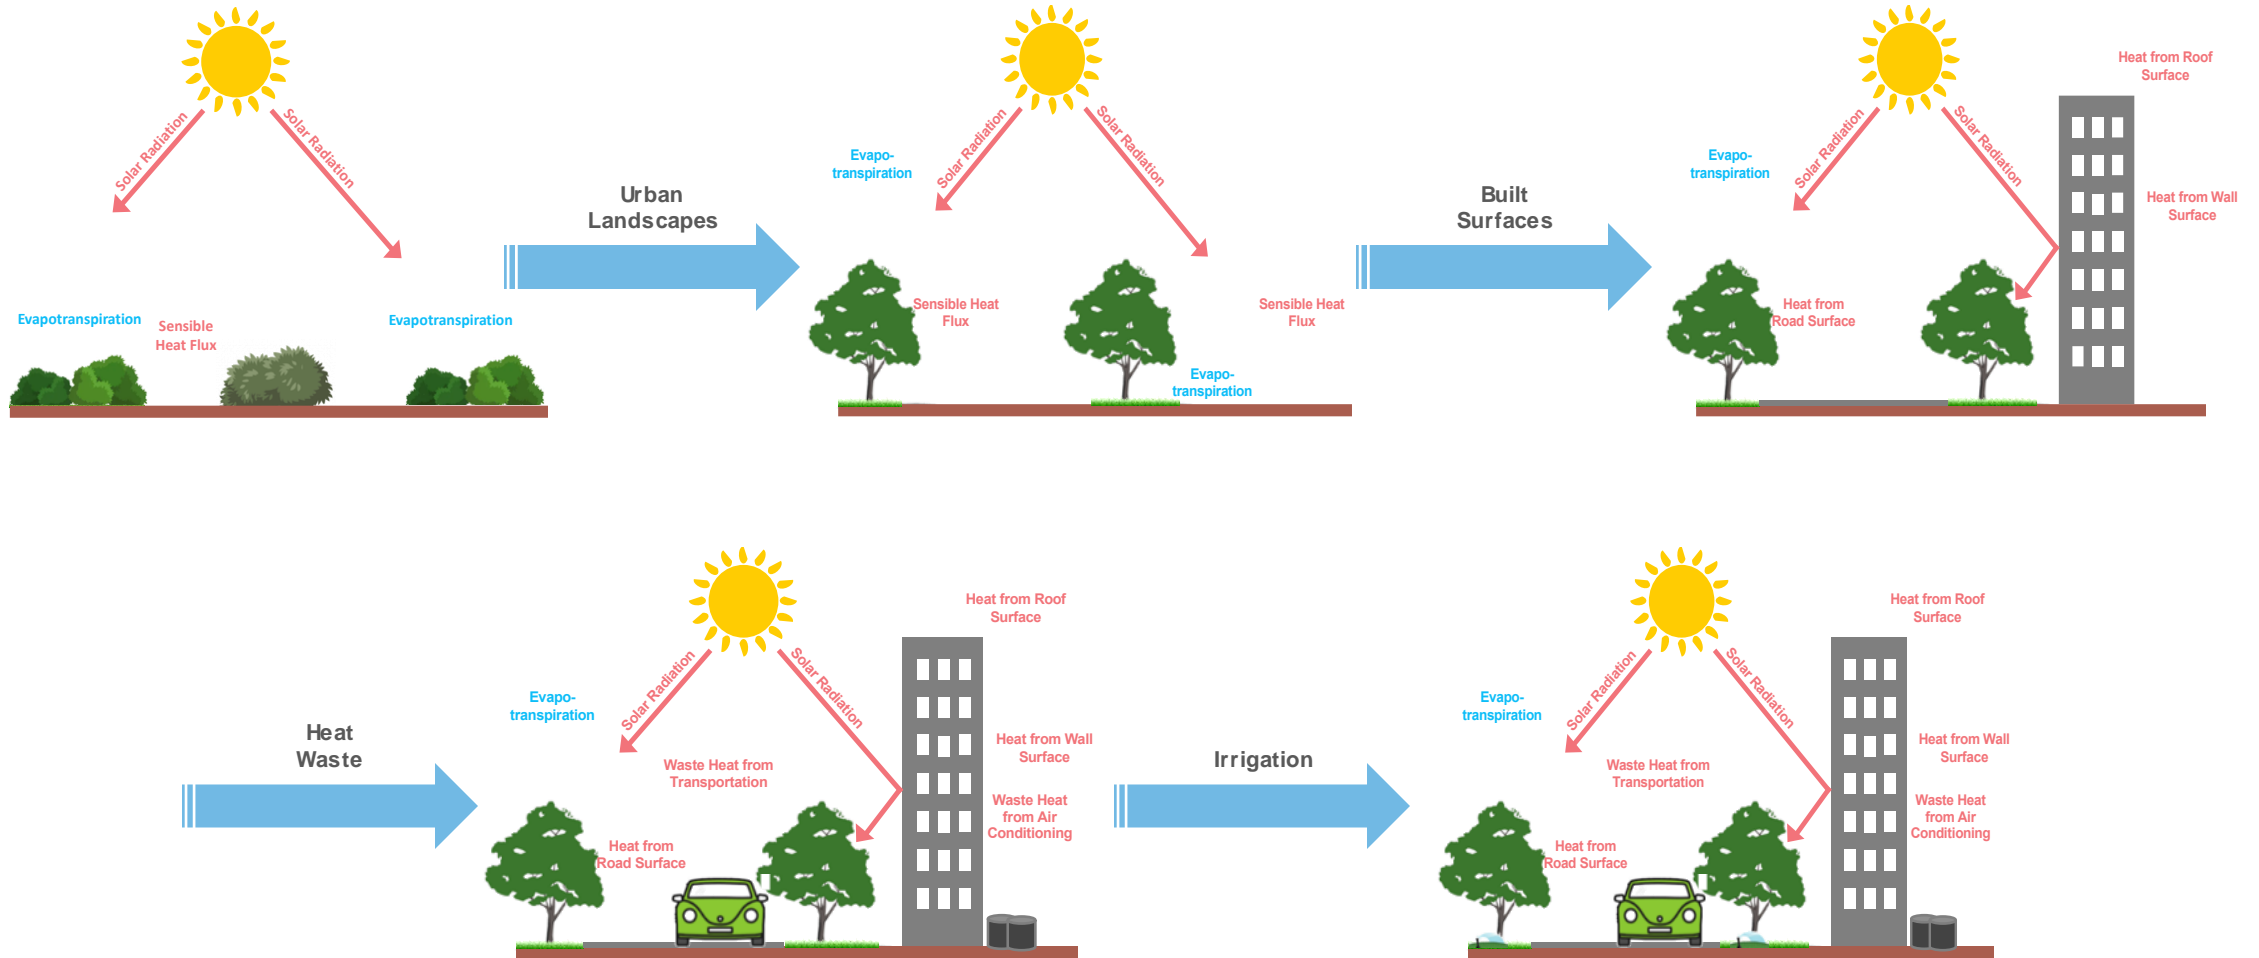 Solar Radiation
Solar Radiation
Evapotranspiration
Sensible
Heat Flux
Evapotranspiration
Urban
Landscapes
Evapo-
transpiration
Solar Radiation
Solar Radiation
Sensible Heat
Flux
Sensible Heat
Flux
Evapo-
transpiration
Built
Surfaces
Evapo-
transpiration
Solar Radiation
Solar Radiation
Heat from Roof
Surface
Heat from Wall
Surface
Heat from
Road Surface
Heat
Waste
Evapo-
transpiration
Solar Radiation
Solar Radiation
Heat from Roof
Surface
Heat from Wall
Surface
Waste Heat from
Transportation
Waste Heat
from Air
Conditioning
Heat from
Road Surface
Irrigation
Evapo-
transpiration
Solar Radiation
Solar Radiation
Heat from Roof
Surface
Heat from Wall
Surface
Waste Heat from
Transportation
Waste Heat
from Air
Conditioning
Heat from
Road Surface